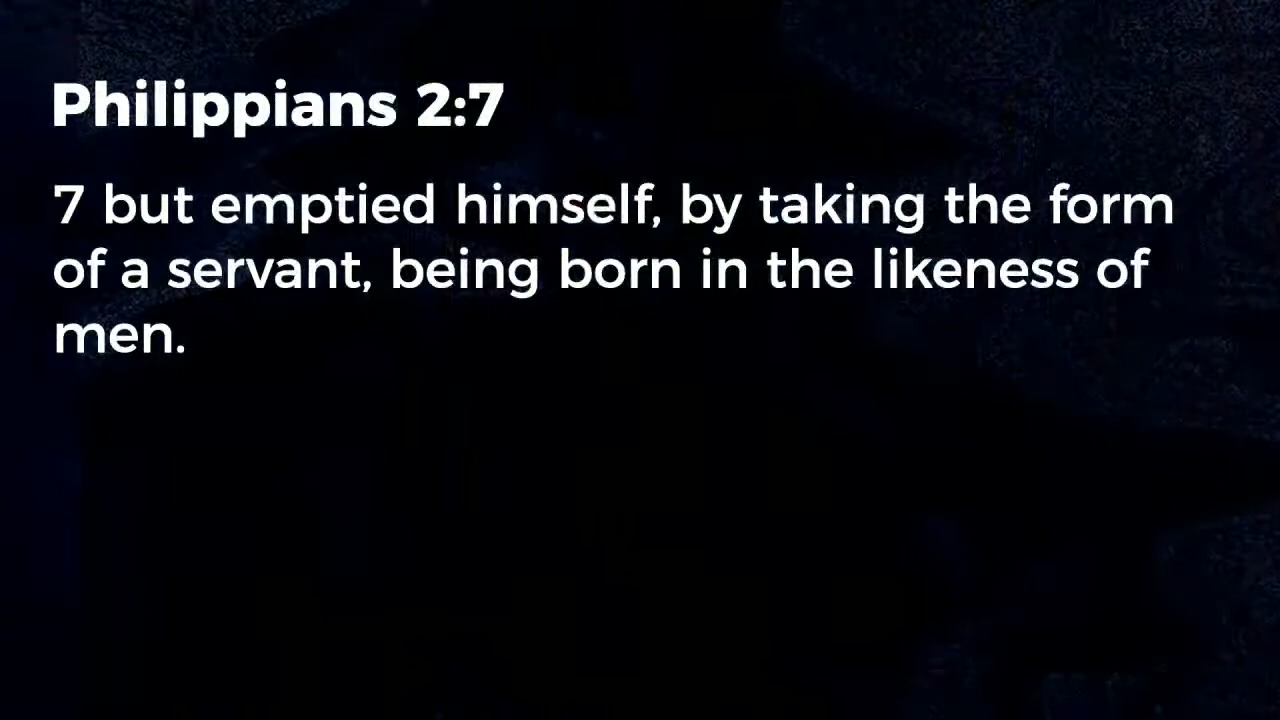 Philippians 2:7
7 but emptied himself, by taking the form
of a servant, being born in the likeness of
men.